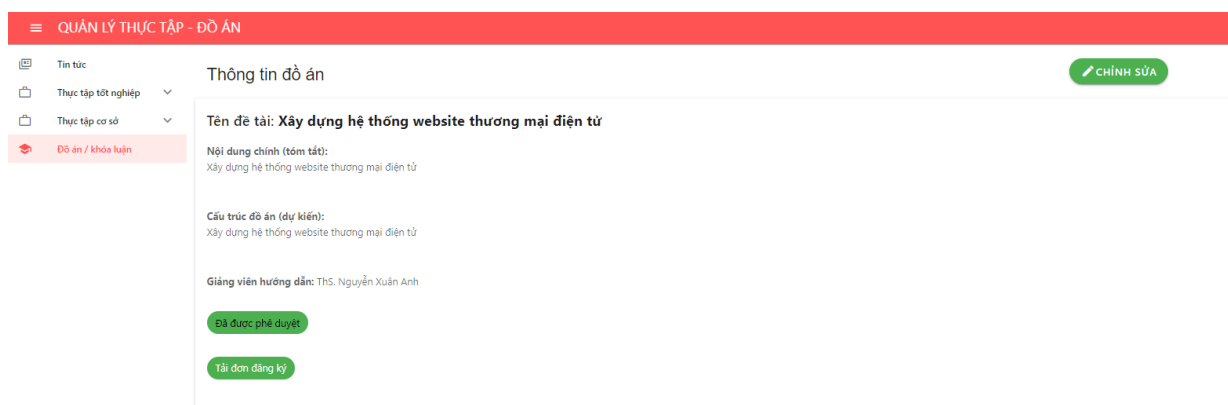 QUẢN LÝ THỰC TẬP - ĐỒ ÁN
Tin tức
Thực tập tốt nghiệp
Thực tập cơ sở
Đồ án / khóa luận
Thông tin đồ án
CHỈNH SỬA
Tên đề tài: Xây dựng hệ thống website thương mại điện tử
Nội dung chính (tóm tắt):
Xây dựng hệ thống website thương mại điện tử
Cấu trúc đồ án (dự kiến):
Xây dựng hệ thống website thương mại điện tử
Giảng viên hướng dẫn: ThS. Nguyễn Xuân Anh
Đã được phê duyệt
Tải đơn đăng ký